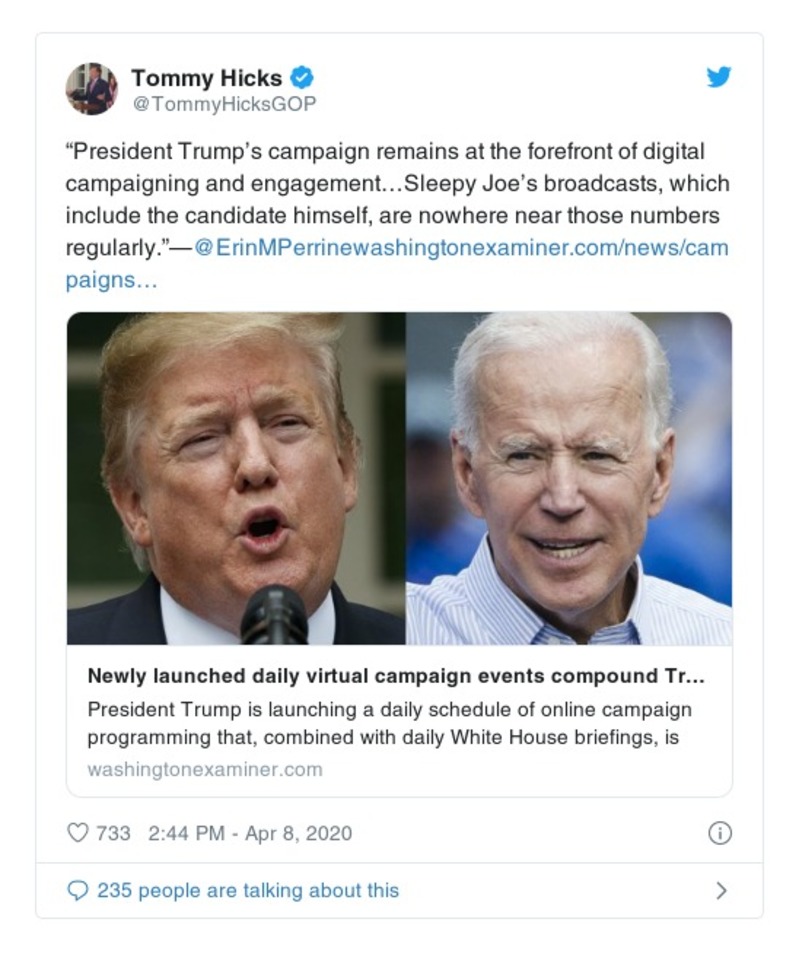 Tommy Hicks
@TommyHicksGOP
“President Trump’s campaign remains at the forefront of digital
campaigning and engagement…Sleepy Joe’s broadcasts, which
include the candidate himself, are nowhere near those numbers
regularly.”—@ErinMPerrinewashingtonexaminer.com/news/cam
paigns…
Newly launched daily virtual campaign events compound Tr...
President Trump is launching a daily schedule of online campaign
programming that, combined with daily White House briefings, is
washingtonexaminer.com
733 2:44 PM - Apr 8, 2020
235 people are talking about this